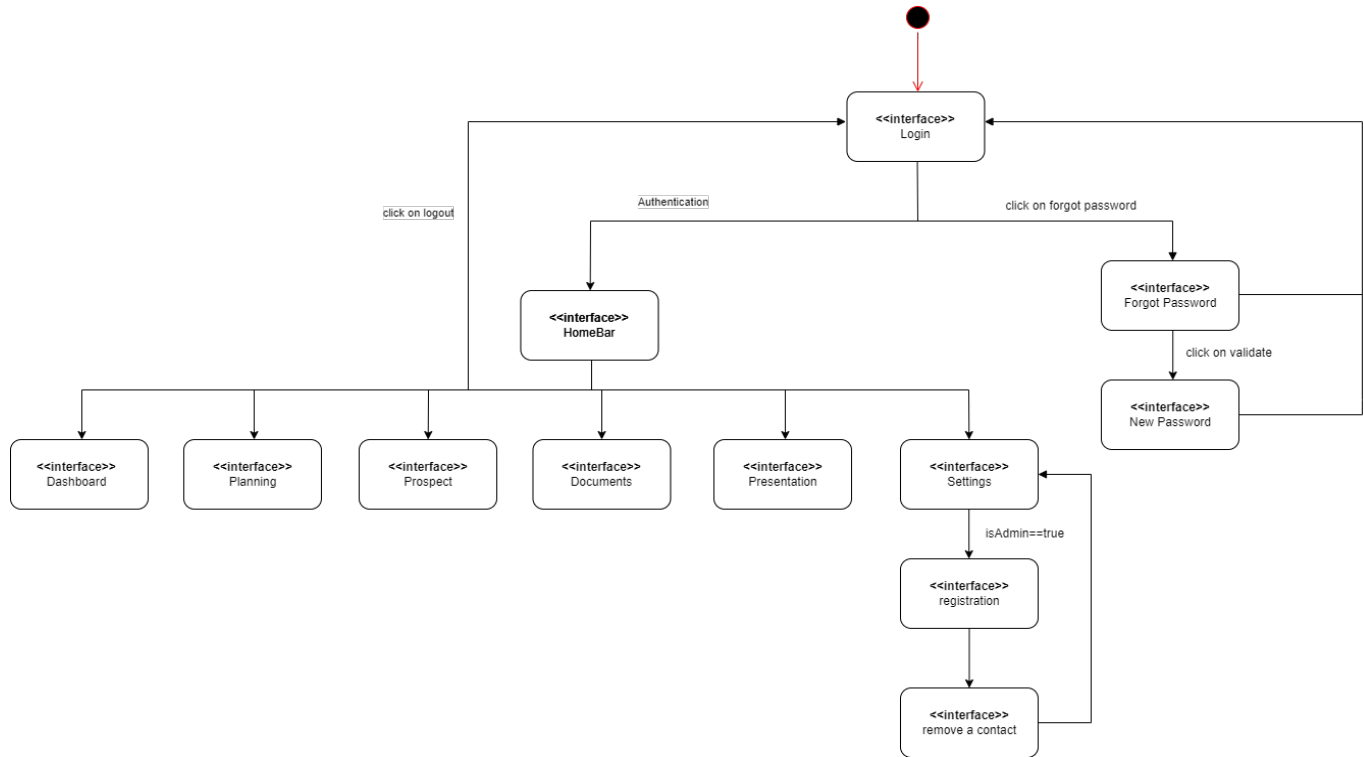 <<interface>>
Login
Authentication
click on forgot password
click on logout
<<interface>>
Forgot Password
<<interface>>
HomeBar
click on validate
<<interface>>
New Password
<<interface>>
Dashboard
<<interface>>
Planning
<<interface>>
Prospect
<<interface>>
Documents
<<interface>>
Presentation
<<interface>>
Settings
isAdmin==true
<<interface>>
registration
<<interface>>
remove a contact